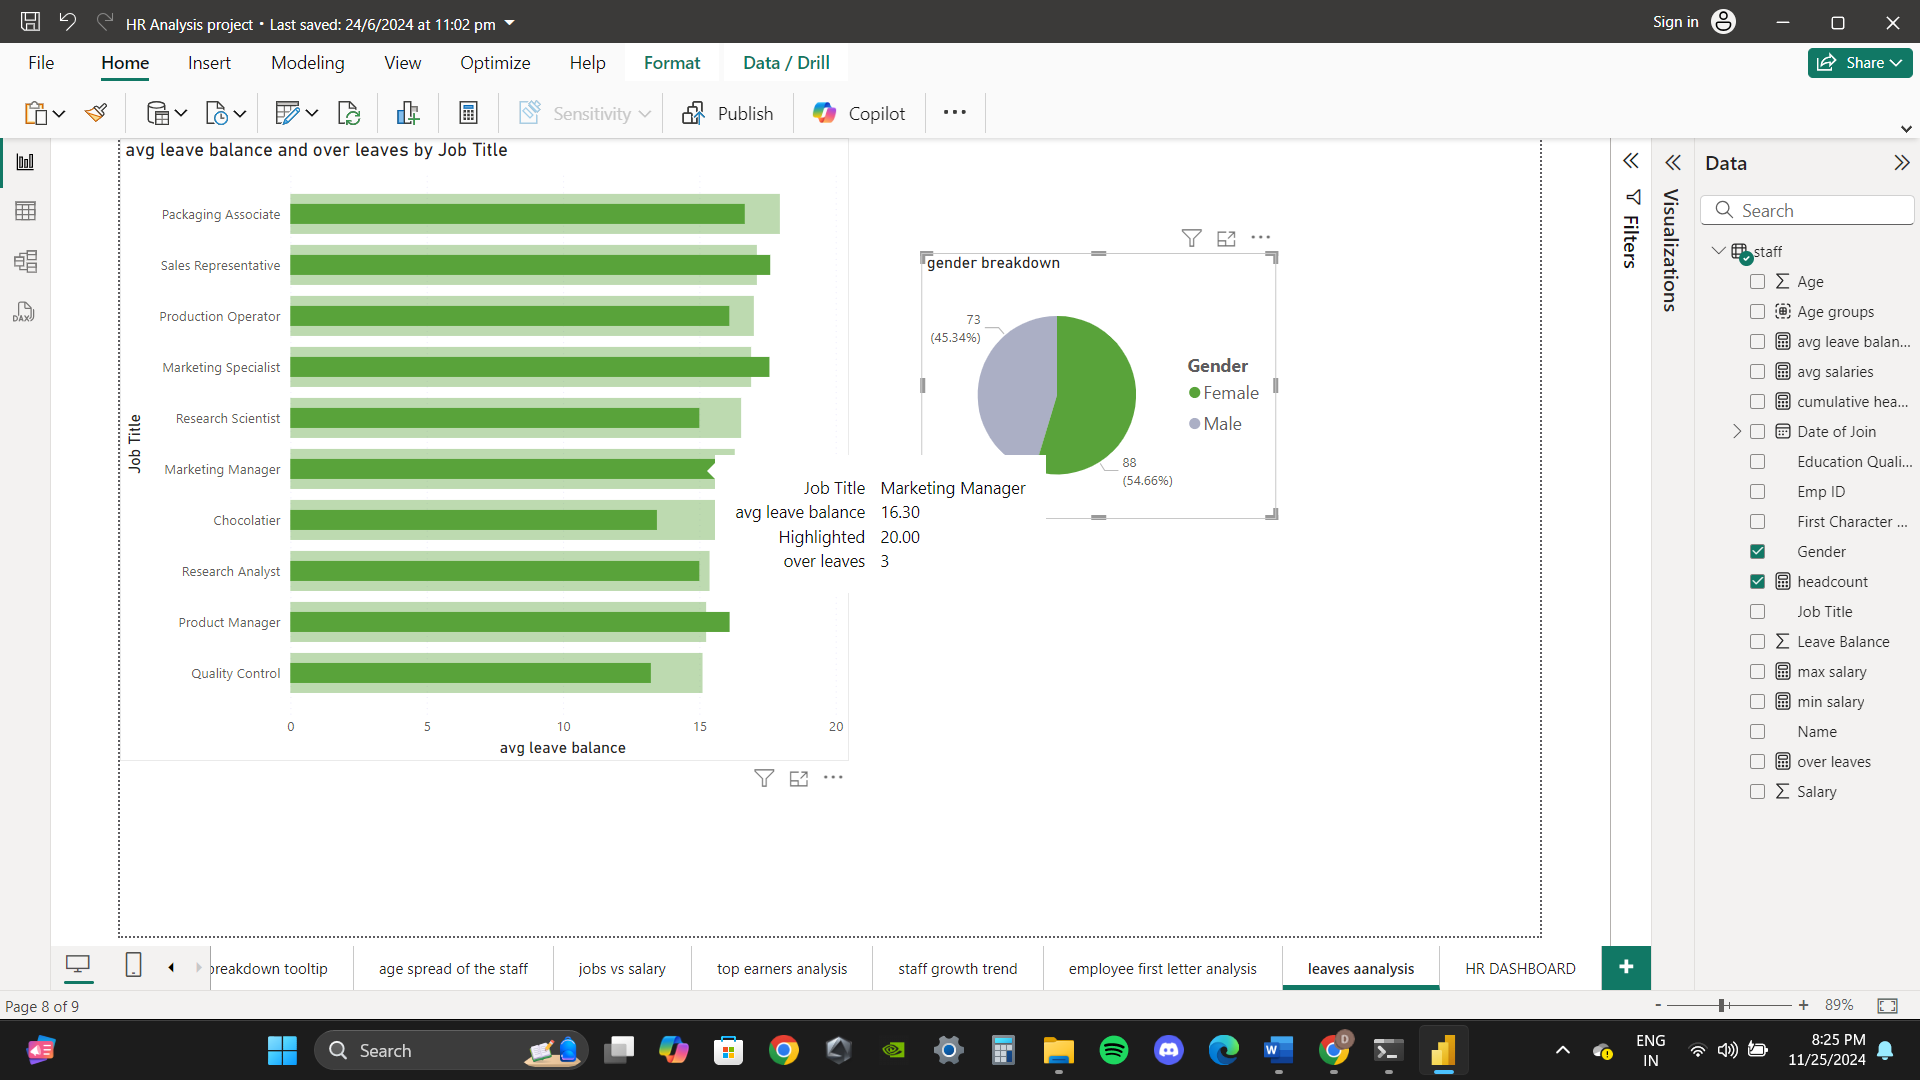 HR Analysis project • Last saved: 24/6/2024 at 11:02 pm
Sign in
File
Home
Insert
Modeling
View
Optimize
Help
Format
Data / Drill
Share
Sensitivity
Publish
Copilot
avg leave balance and over leaves by Job Title
Job Title
Packaging Associate
Sales Representative
Production Operator
Marketing Specialist
Research Scientist
Marketing Manager
Chocolatier
Research Analyst
Product Manager
Quality Control
0 5 10 15 20
avg leave balance
gender breakdown
73
(45.34%)
88
(54.66%)
Gender
Female
Male
Job Title Marketing Manager
avg leave balance 16.30
Highlighted 20.00
over leaves 3
Filters
Visualizations
Data
Search
staff
Age
Age groups
avg leave balan...
avg salaries
cumulative hea...
Date of Join
Education Quali...
Emp ID
First Character ...
Gender
headcount
Job Title
Leave Balance
max salary
min salary
Name
over leaves
Salary
DAX
breakdown tooltip
age spread of the staff
jobs vs salary
top earners analysis
staff growth trend
employee first letter analysis
leaves aanalysis
HR DASHBOARD
+
Page 8 of 9
- + 89%
Search
D
W
ENG
IN
8:25 PM
11/25/2024